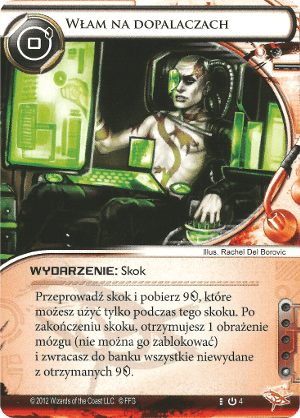 WŁAM NA DOPALACZACH
0
Illus. Rachel Del Borovic
WYDARZENIE: Skok
Przeprowadź skok i pobierz 9, które
możesz użyć tylko podczas tego skoku. Po
zakończeniu skoku, otrzymujesz 1 obrażenie
mózgu (nie można go zablokować)
i zwracasz do banku wszystkie niewydane
z otrzymanych 9.
© 2012 Wizards of the Coast LLC. © FFG
4